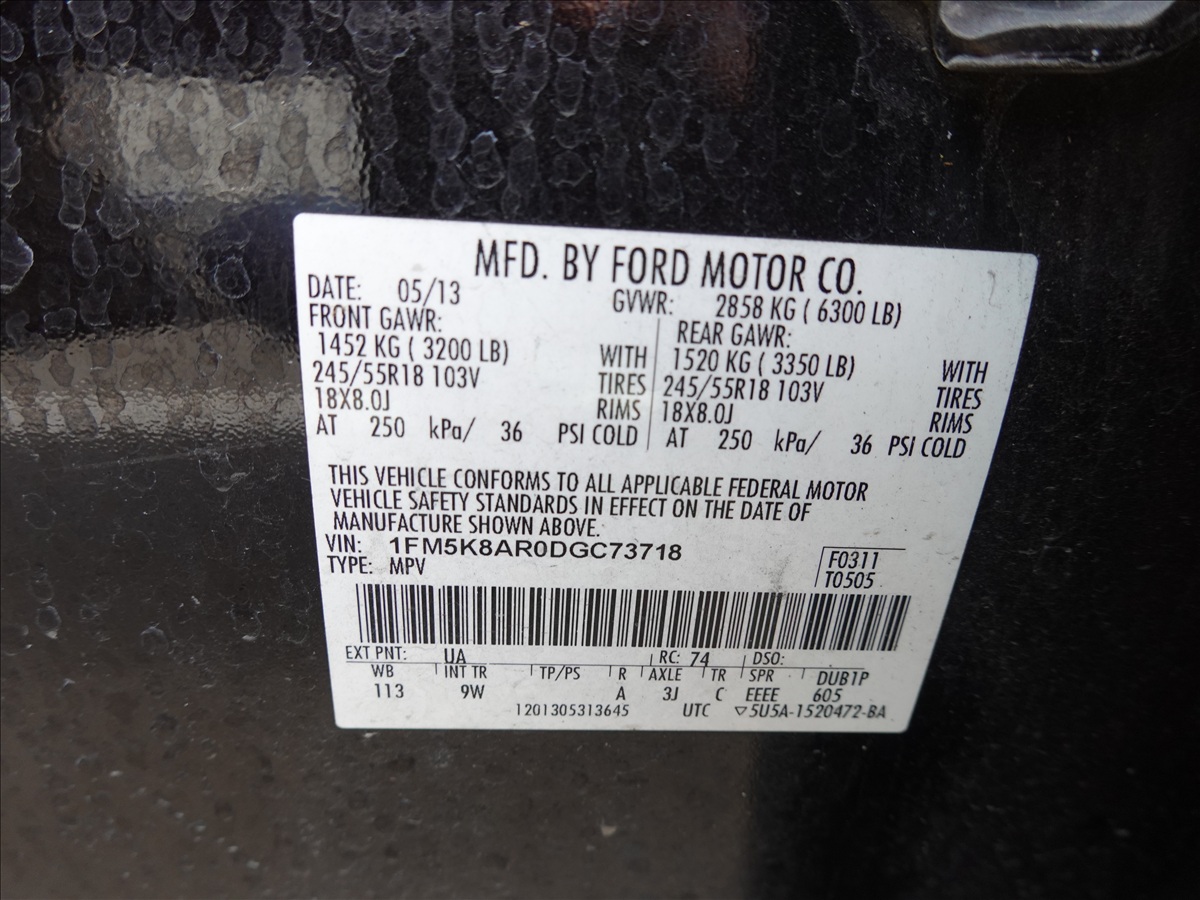 MFD. BY FORD MOTOR CO.
DATE: 05/13 GVWR: 2858 KG ( 6300 LB)
FRONT GAWR: REAR GAWR:
1452 KG ( 3200 LB) WITH 1520 KG ( 3350 LB) WITH
245/55R18 103V TIRES 245/55R18 103V TIRES
18X8.0J RIMS 18X8.0J RIMS
AT 250 kPa/ 36 PSI COLD AT 250 kPa/ 36 PSI COLD
THIS VEHICLE CONFORMS TO ALL APPLICABLE FEDERAL MOTOR
VEHICLE SAFETY STANDARDS IN EFFECT ON THE DATE OF
MANUFACTURE SHOWN ABOVE.
VIN: 1FM5K8AR0DGC73718 F0311
TYPE: MPV T0505
EXT PNT: UA RC: 74 DSO:
WB INT TR TP/PS R AXLE TR SPR DUB1P
113 9W A 3J C EEEE 605
1201305313645 UTC ▽5U5A-1520472-BA